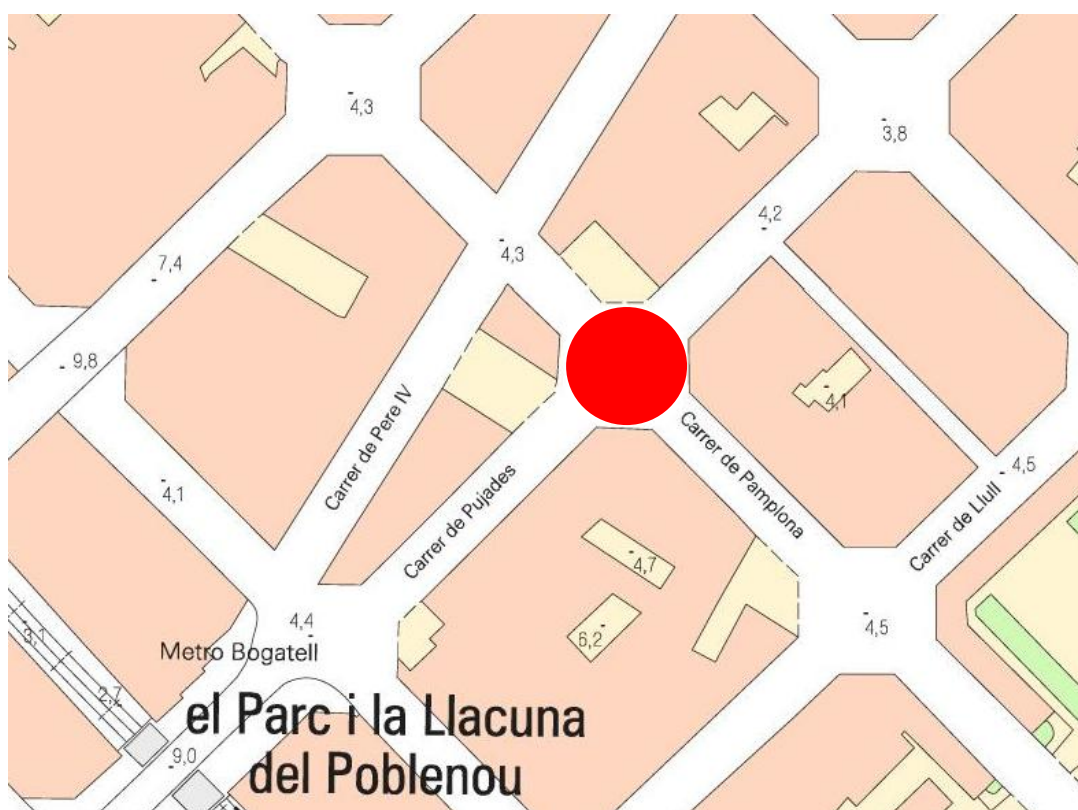 4,3
3,8
4,2
4,3
7,4
9,8
4,1
Carrer de Pere IV
Carrer de Pujades
Carrer de Pamplona
4,5
Carrer de Llull
4,1
4,7
3,1
4,4
6,2
4,5
Metro Bogatell
2,7
el Parc i la Llacuna
del Poblenou
9,0